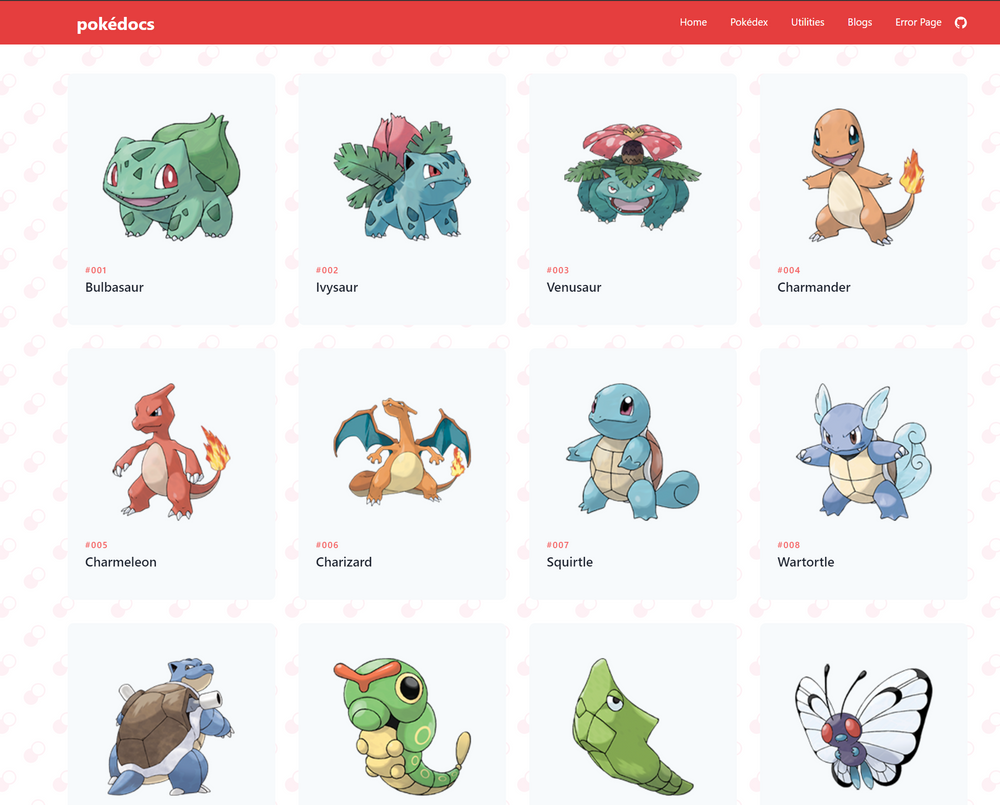 pokédocs
Home Pokédex Utilities Blogs Error Page
#001 #002 #003 #004
Bulbasaur Ivysaur Venusaur Charmander
#005 #006 #007 #008
Charmeleon Charizard Squirtle Wartortle